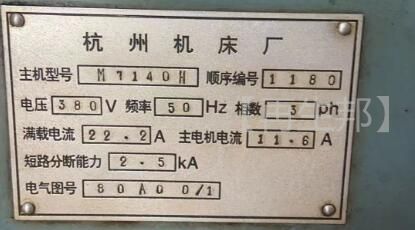 杭州机床厂
主机型号 M7140H 顺序编号 1180
电压 380 V 频率 50 Hz 相数 3 ph
满载电流 22.2 A 主电机电流 11.6 A
短路分断能力 2.5 kA
电气图号 80A00/1